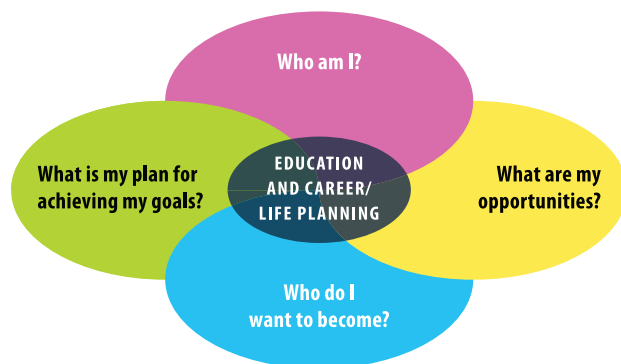 Who am I?
What is my plan for
achieving my goals?
EDUCATION
AND CAREER/
LIFE PLANNING
What are my
opportunities?
Who do I
want to become?